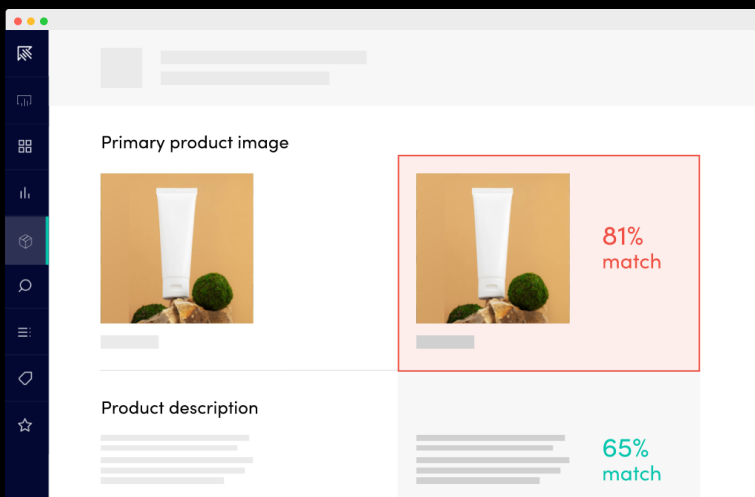 Primary product image
81%
match
Product description
65%
match